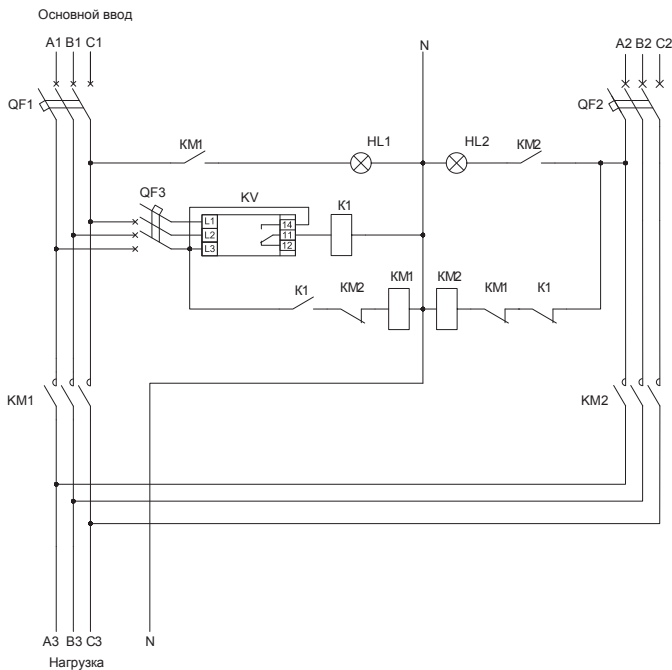 Основной ввод
A1 B1 C1
N
A2 B2 C2
QF1
QF2
KM1
HL1
HL2
KM2
QF3
KV
K1
L1
L2
L3
14
11
12
K1
KM2
KM1
KM2
KM1
K1
KM1
KM2
A3 B3 C3
N
Нагрузка